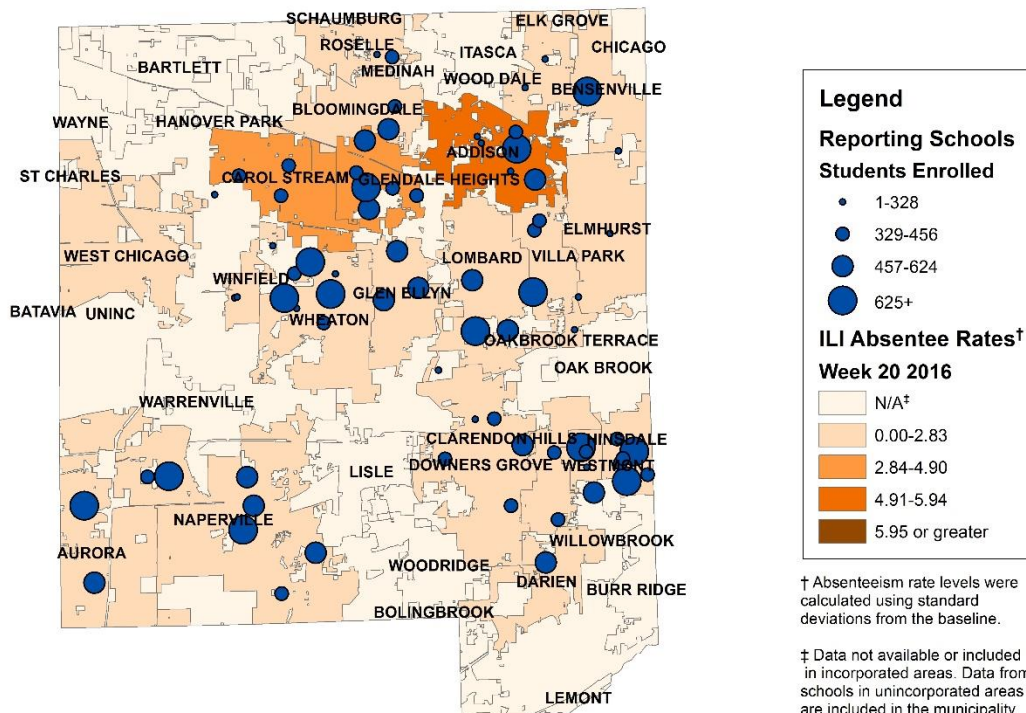 SCHAUMBURG
ELK GROVE
ROSELLE
ITASCA
CHICAGO
BARTLETT
MEDINAH
WOOD DALE
BENSENVILLE
BLOOMINGDALE
WAYNE
HANOVER PARK
ADDISON
ST CHARLES
CAROL STREAM
GLENDALE HEIGHTS
ELMHURST
WEST CHICAGO
LOMBARD
VILLA PARK
WINFIELD
GLEN ELLYN
BATAVIA
UNINC
WHEATON
OAKBROOK TERRACE
OAK BROOK
WARRENVILLE
CLARENDON HILLS
HINSDALE
LISLE
DOWNERS GROVE
WESTMONT
NAPERVILLE
AURORA
WILLOWBROOK
WOODRIDGE
DARIEN
BURR RIDGE
BOLINGBROOK
LEMONT
Legend
Reporting Schools
Students Enrolled
1-328
329-456
457-624
625+
ILI Absentee Rates†
Week 20 2016
N/A‡
0.00-2.83
2.84-4.90
4.91-5.94
5.95 or greater
† Absenteeism rate levels were
calculated using standard
deviations from the baseline.
‡ Data not available or included
in incorporated areas. Data from
schools in unincorporated areas
are included in the municipality